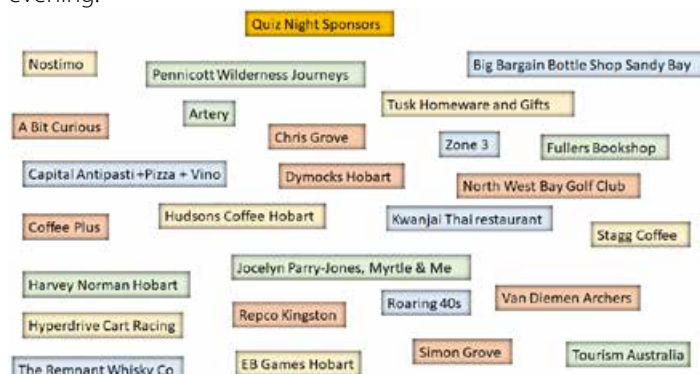 evening.
Quiz Night Sponsors
Nostimo
Pennicott Wilderness Journeys
Big Bargain Bottle Shop Sandy Bay
Artery
Tusk Homeware and Gifts
A Bit Curious
Chris Grove
Zone 3
Fullers Bookshop
Capital Antipasti +Pizza + Vino
Dymocks Hobart
North West Bay Golf Club
Coffee Plus
Hudsons Coffee Hobart
Kwanjai Thai restaurant
Stagg Coffee
Jocelyn Parry-Jones, Myrtle & Me
Harvey Norman Hobart
Roaring 40s
Van Diemen Archers
Repco Kingston
Hyperdrive Cart Racing
Simon Grove
Tourism Australia
The Remnant Whisky Co
EB Games Hobart